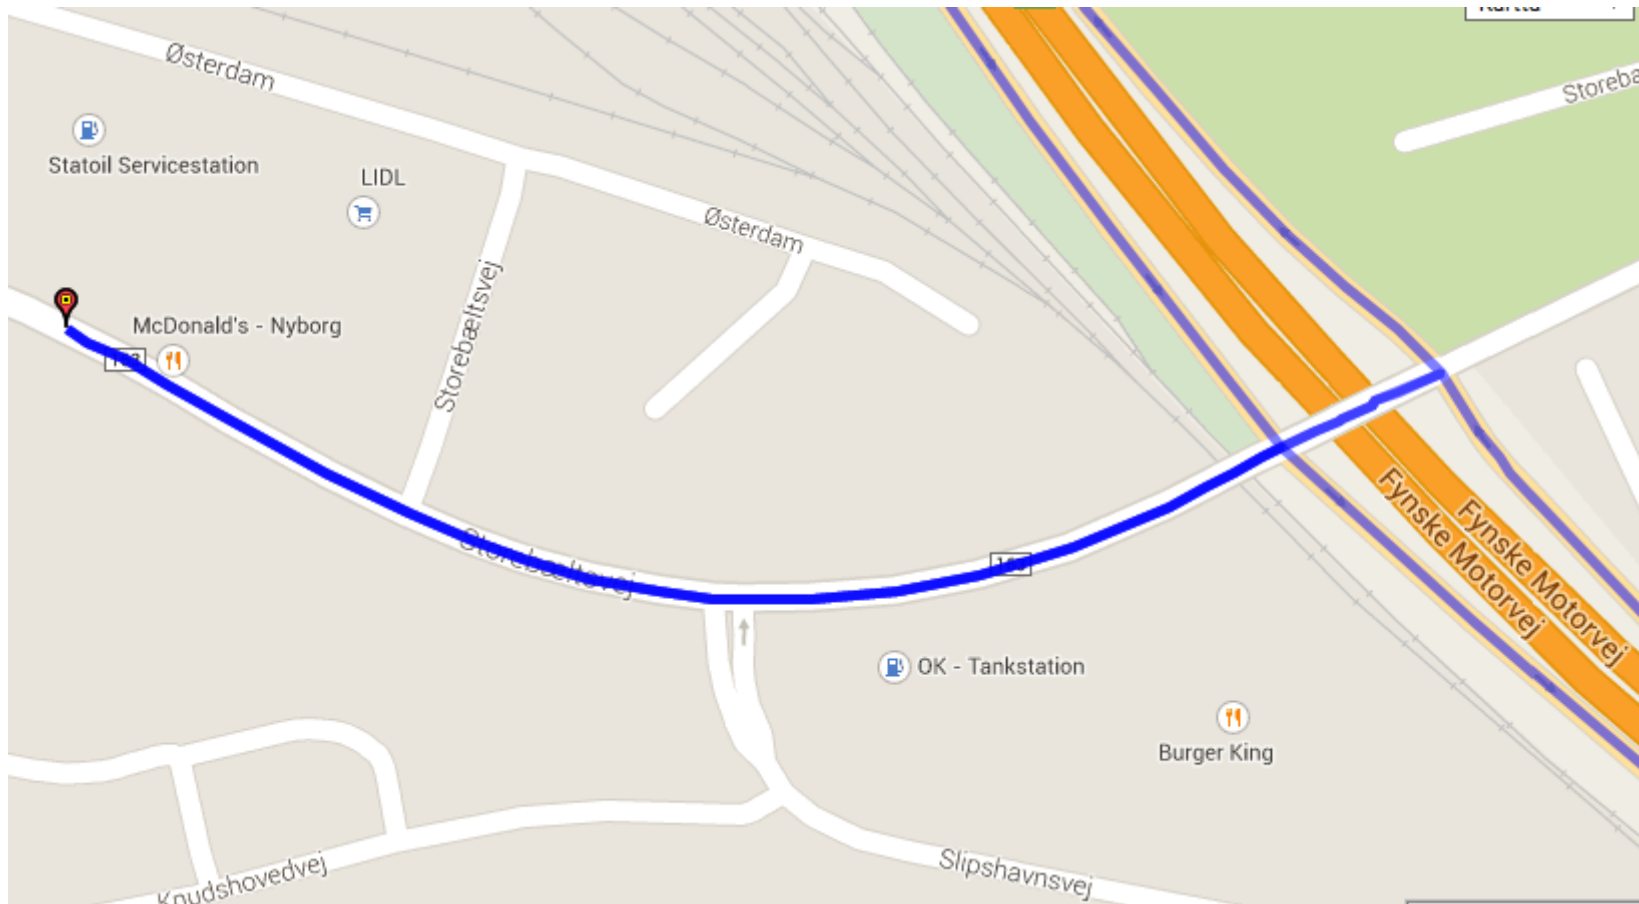 Østerdam
Statoil Servicestation
LIDL
Storebæltsvej
Østerdam
McDonald's - Nyborg
Storebæltsvej
Fynske Motorvej
Fynske Motorvej
OK - Tankstation
Burger King
Knudshovedvej
Slipshavnsvej